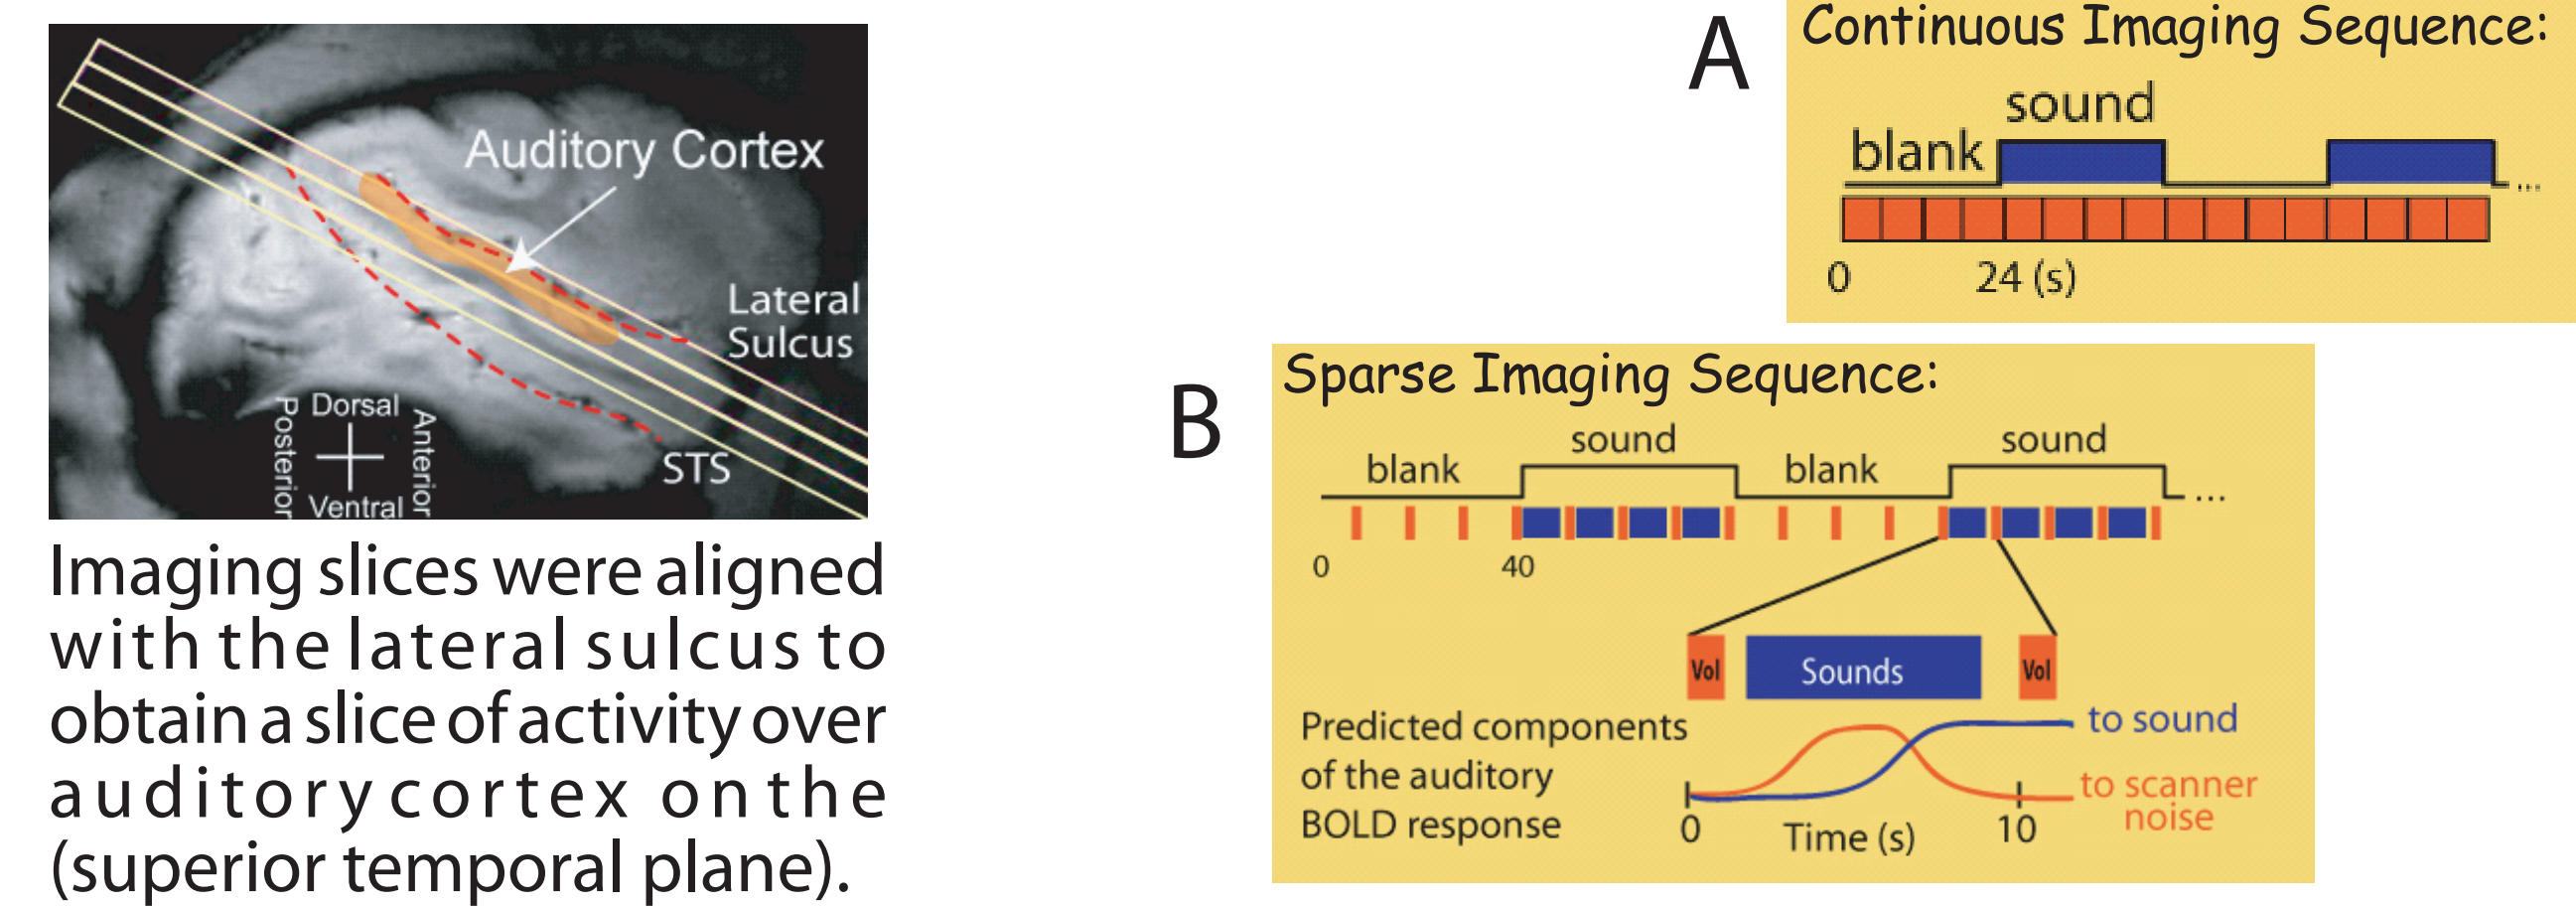 Auditory Cortex
Lateral
Sulcus
STS
Dorsal
Posterior
Anterior
Ventral
Imaging slices were aligned
with the lateral sulcus to
obtain a slice of activity over
auditory cortex on the
(superior temporal plane).
A
Continuous Imaging Sequence:
sound
blank
...
0 24 (s)
B
Sparse Imaging Sequence:
sound sound
blank blank
...
0 40
Vol Sounds Vol
Predicted components
of the auditory
BOLD response
to sound
to scanner
noise
0 Time (s) 10